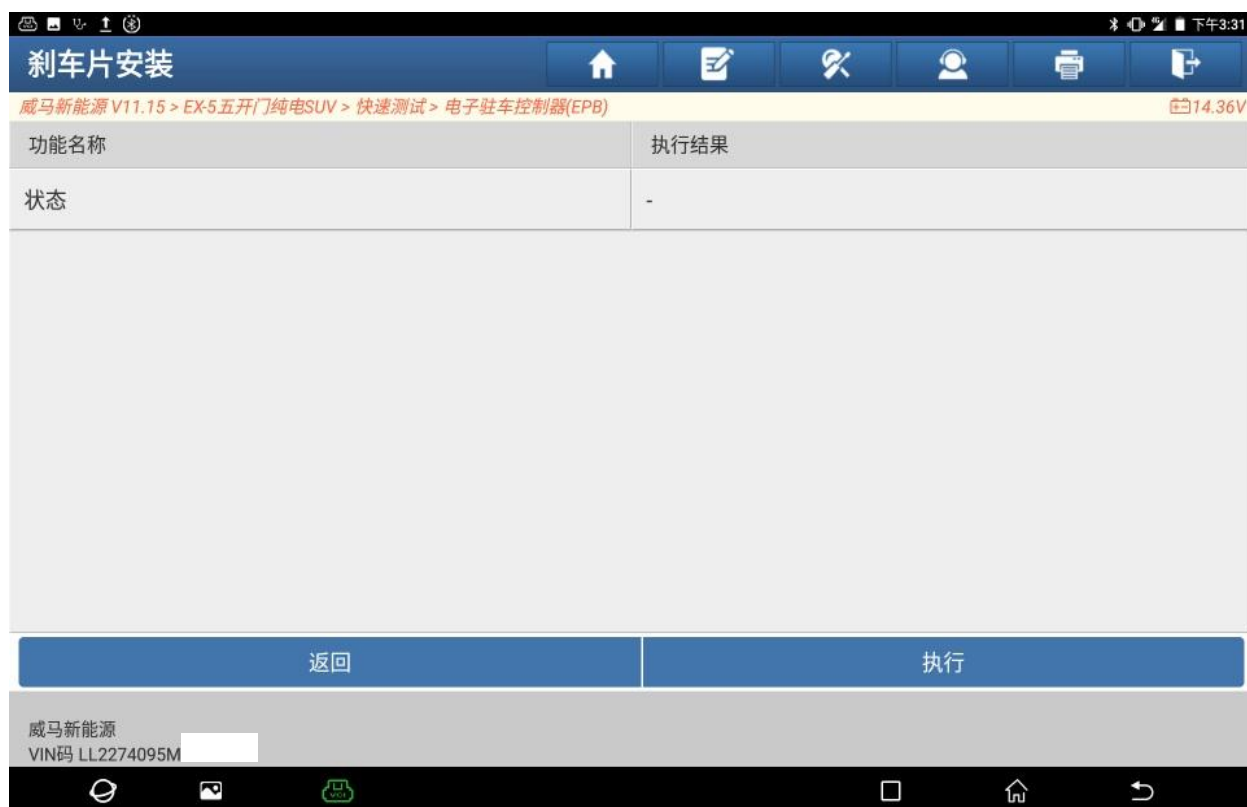 下午3:31
刹车片安装
威马新能源 V11.15 > EX-5五开门纯电SUV > 快速测试 > 电子驻车控制器(EPB)
14.36V
功能名称
执行结果
状态
-
返回
执行
威马新能源
VIN码 LL2274095M
VCI